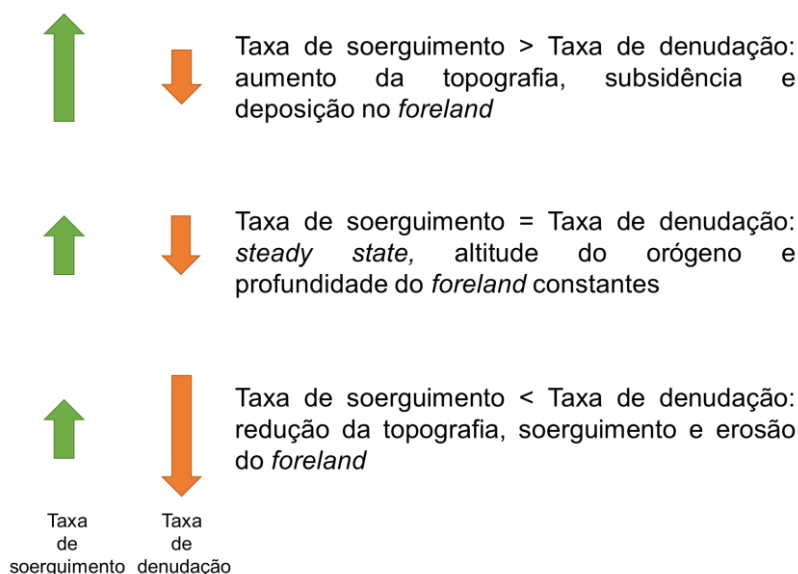 Taxa de soerguimento > Taxa de denudação:
aumento da topografia, subsidência e
deposição no foreland
Taxa de soerguimento = Taxa de denudação:
steady state, altitude do orógeno e
profundidade do foreland constantes
Taxa de soerguimento < Taxa de denudação:
redução da topografia, soerguimento e erosão
do foreland
Taxa
de
soerguimento
Taxa
de
denudação